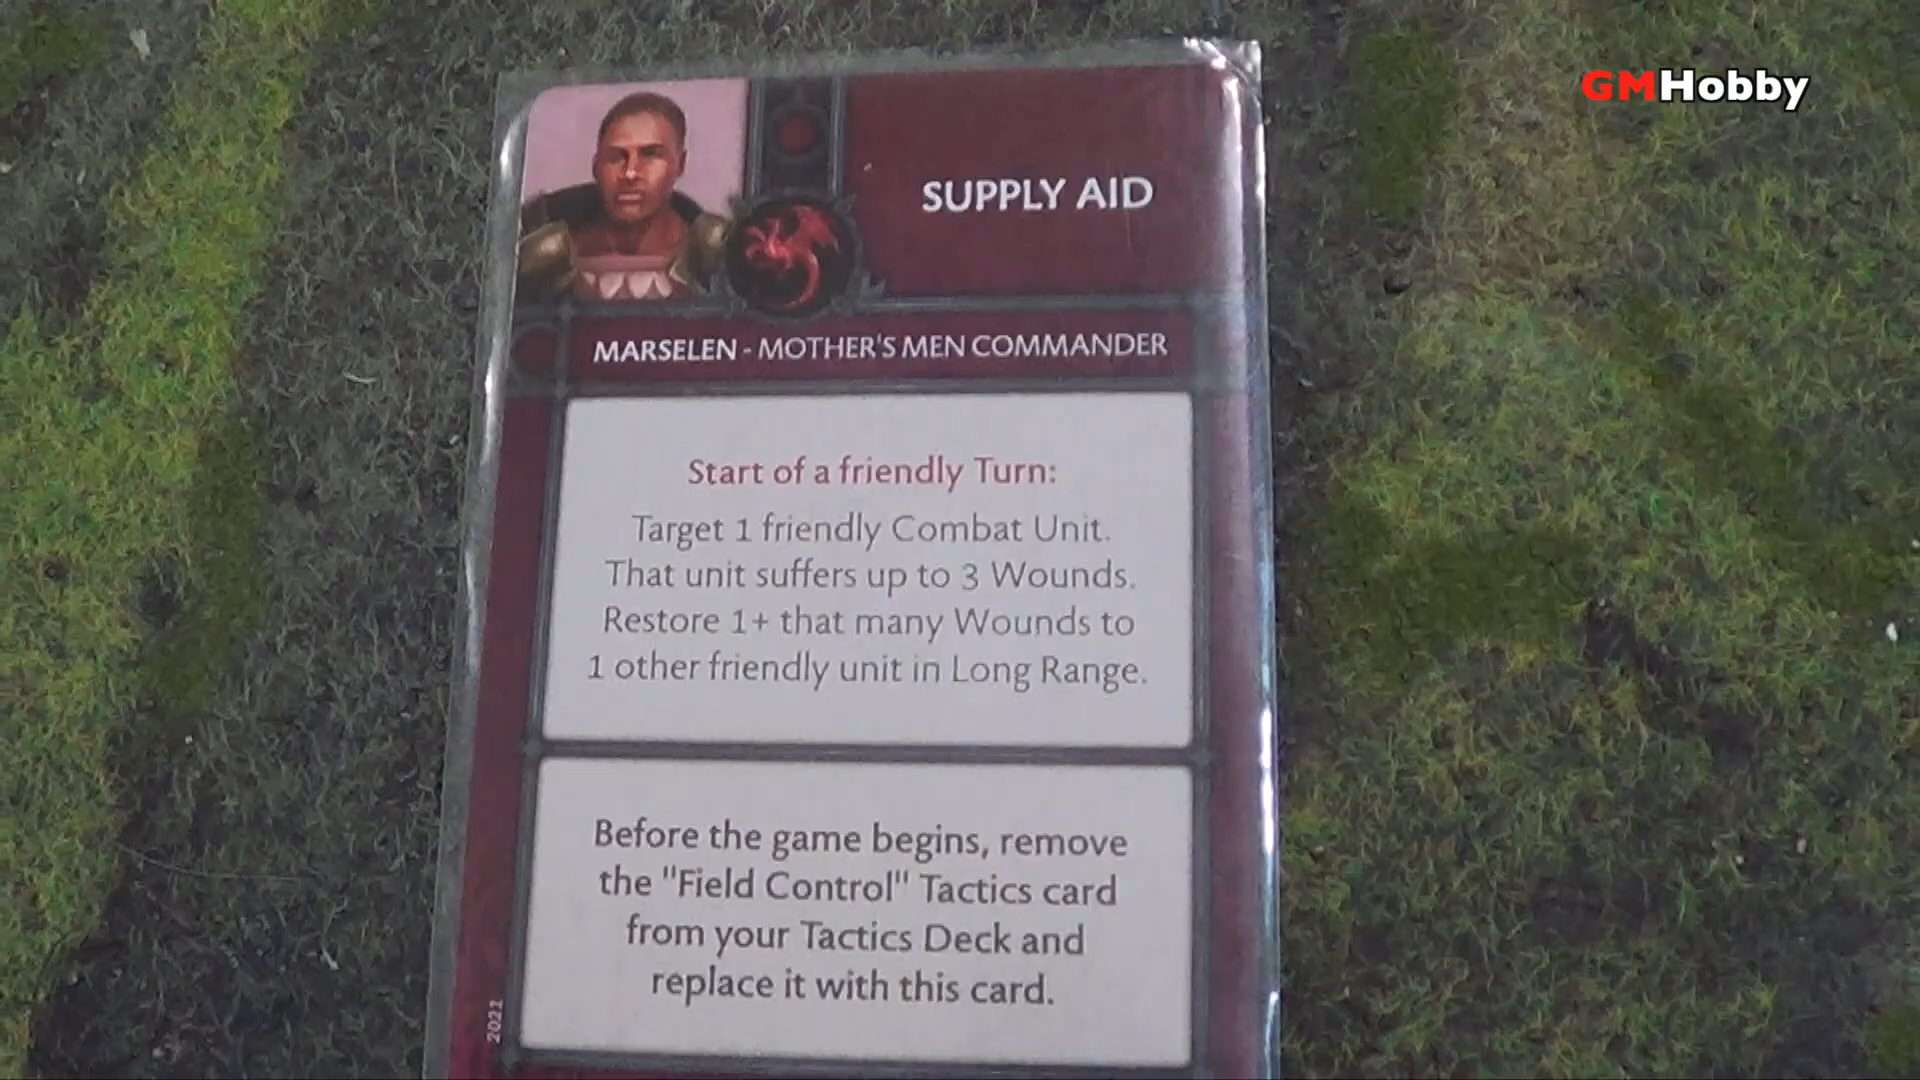 GMHobby
SUPPLY AID
MARSELEN - MOTHER'S MEN COMMANDER
Start of a friendly Turn:
Target 1 friendly Combat Unit.
That unit suffers up to 3 Wounds.
Restore 1+ that many Wounds to
1 other friendly unit in Long Range.
Before the game begins, remove
the "Field Control" Tactics card
from your Tactics Deck and
replace it with this card.
2021